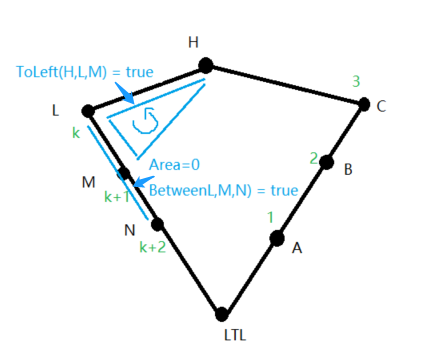 H
ToLeft(H,L,M) = true
3
C
L
k
Area=0
2
B
M
k+1
BetweenL,M,N) = true
1
N
A
k+2
LTL